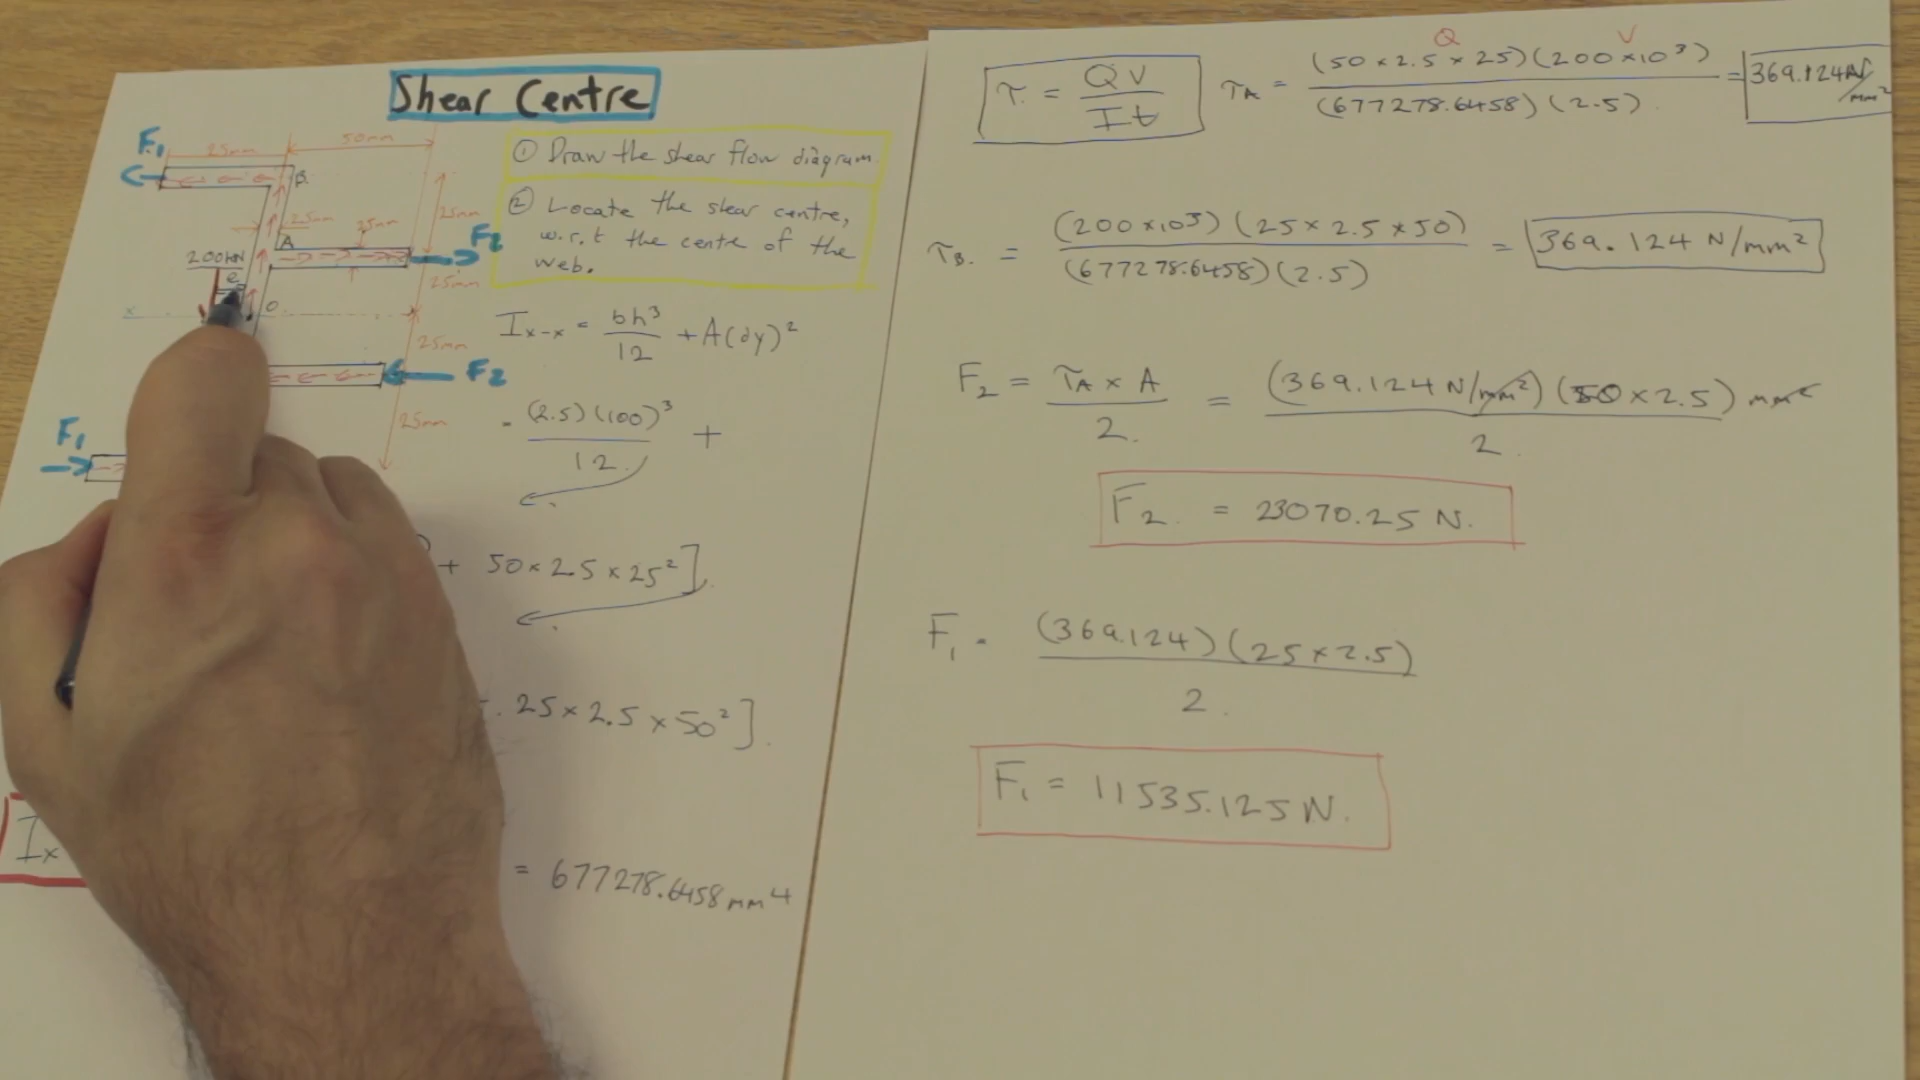 Shear Centre
F1
25mm
50mm
B.
25mm
25mm
A
25mm
F2
200kN
e
25mm
x
O
25mm
F2
25mm
F1
① Draw the shear flow diagram.
② Locate the shear centre,
w.r.t the centre of the
web.
Ix-x = bh³/12 + A(dy)²
= (2.5)(100)³/12 +
+ 50×2.5×25²].
25×2.5×50²].
Ix
= 677278.6458mm4
τ = QV/It
Q V
τA = (50×2.5×25)(200×10³)/(677278.6458)(2.5) = 369.124N/mm²
τB. = (200×10³)(25×2.5×50)/(677278.6458)(2.5) = 369.124 N/mm²
F2 = τA × A/2. = (369.124 N/mm²)(50×2.5)mm²/2.
F2 = 23070.25 N.
F1 = (369.124)(25×2.5)/2.
F1 = 11535.125N.